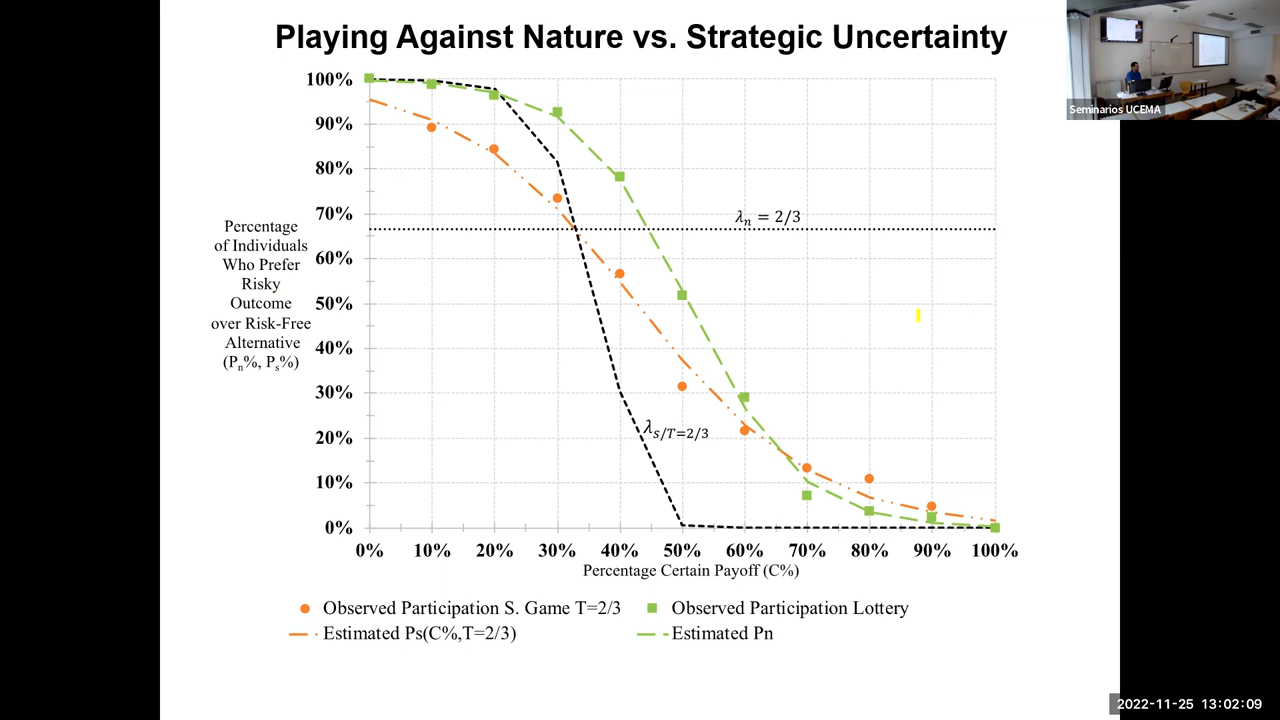 Playing Against Nature vs. Strategic Uncertainty
Seminarios UCEMA
100%
90%
80%
70%
60%
50%
40%
30%
20%
10%
0%
Percentage
of Individuals
Who Prefer
Risky
Outcome
over Risk-Free
Alternative
(Pn%, Ps%)
λn = 2/3
λS/T=2/3
0% 10% 20% 30% 40% 50% 60% 70% 80% 90% 100%
Percentage Certain Payoff (C%)
Observed Participation S. Game T=2/3 Observed Participation Lottery
Estimated Ps(C%,T=2/3) Estimated Pn
2022-11-25 13:02:09